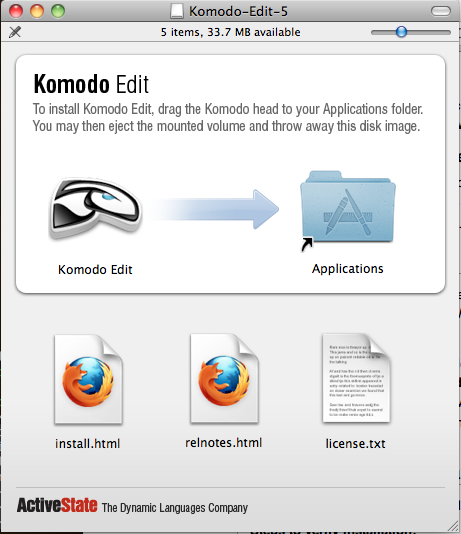 Komodo-Edit-5
5 items, 33.7 MB available
Komodo Edit
To install Komodo Edit, drag the Komodo head to your Applications folder.
You may then eject the mounted volume and throw away this disk image.
Komodo Edit
Applications
install.html
relnotes.html
license.txt
ActiveState The Dynamic Languages Company